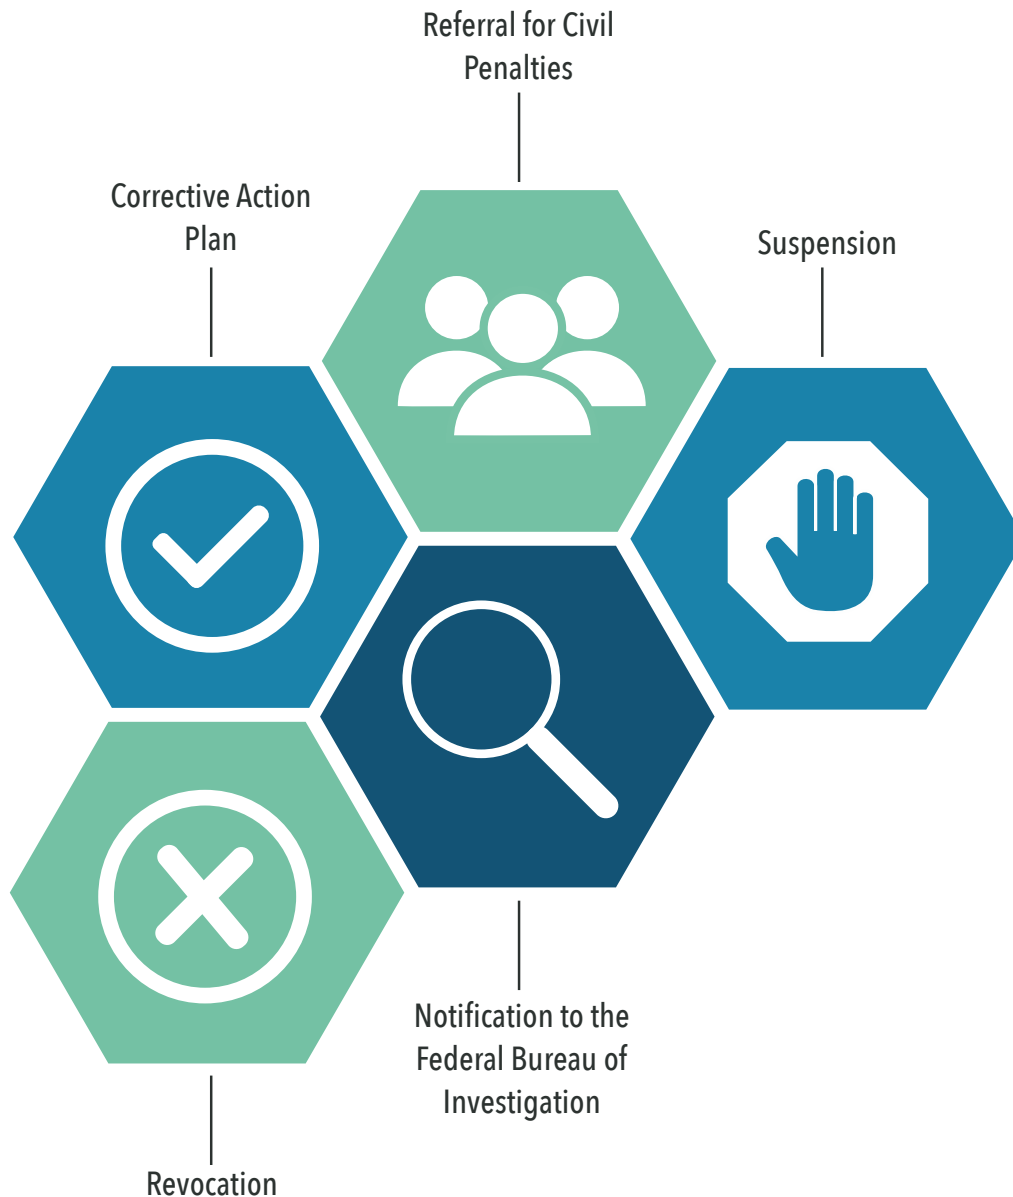 Referral for Civil
Penalties
Corrective Action
Plan
Suspension
Notification to the
Federal Bureau of
Investigation
Revocation